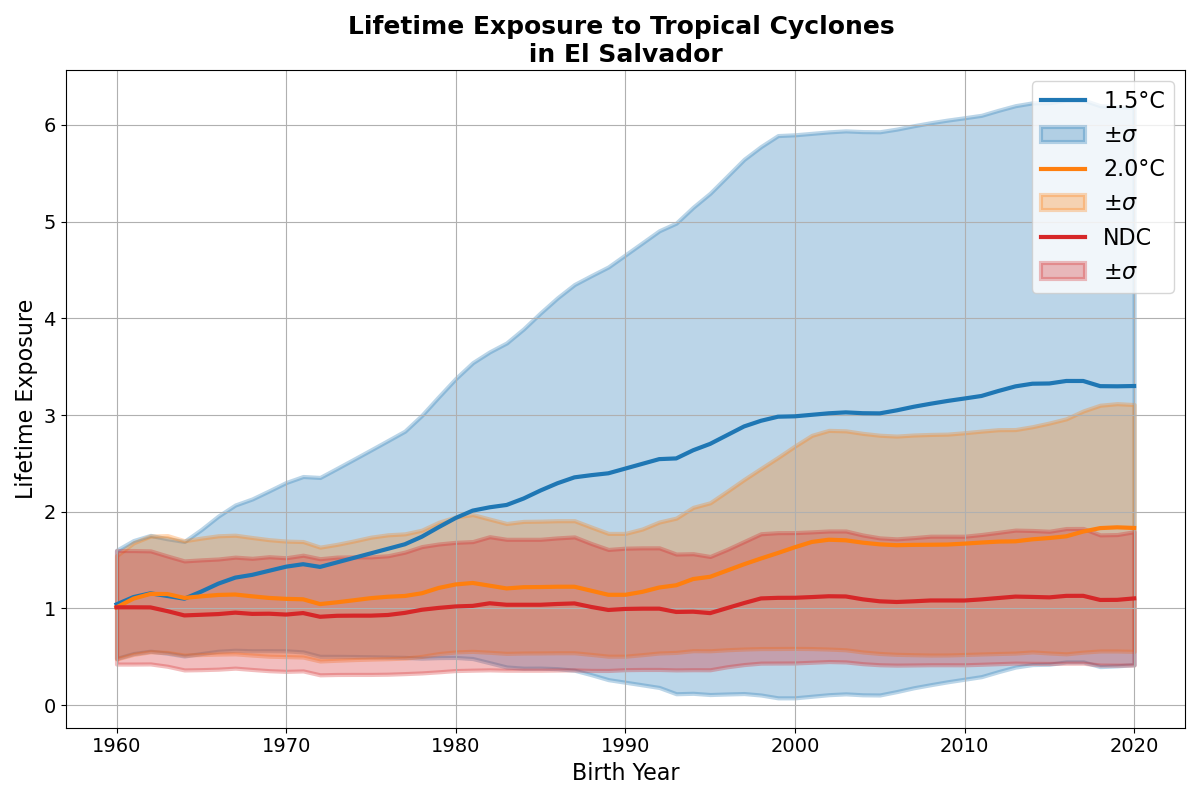 Lifetime Exposure to Tropical Cyclones
in El Salvador
1.5°C
±σ
2.0°C
±σ
NDC
±σ
Lifetime Exposure
6
5
4
3
2
1
0
1960 1970 1980 1990 2000 2010 2020
Birth Year